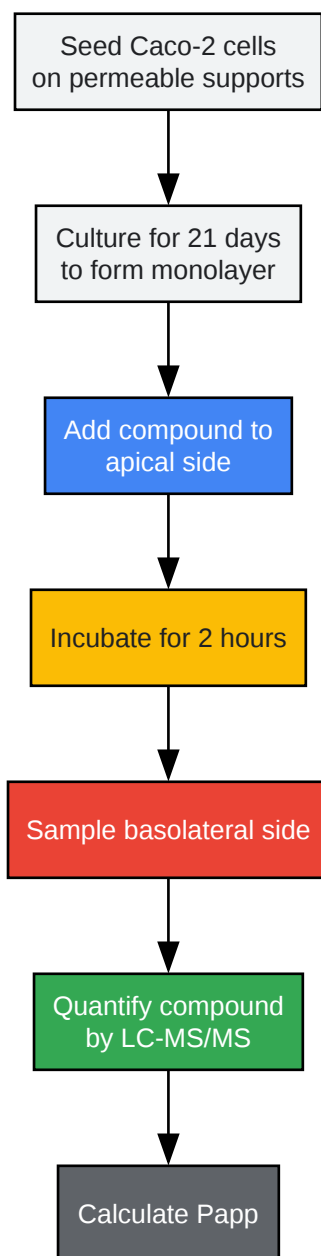 Seed Caco-2 cells
on permeable supports
Culture for 21 days
to form monolayer
Add compound to
apical side
Incubate for 2 hours
Sample basolateral side
Quantify compound
by LC-MS/MS
Calculate Papp